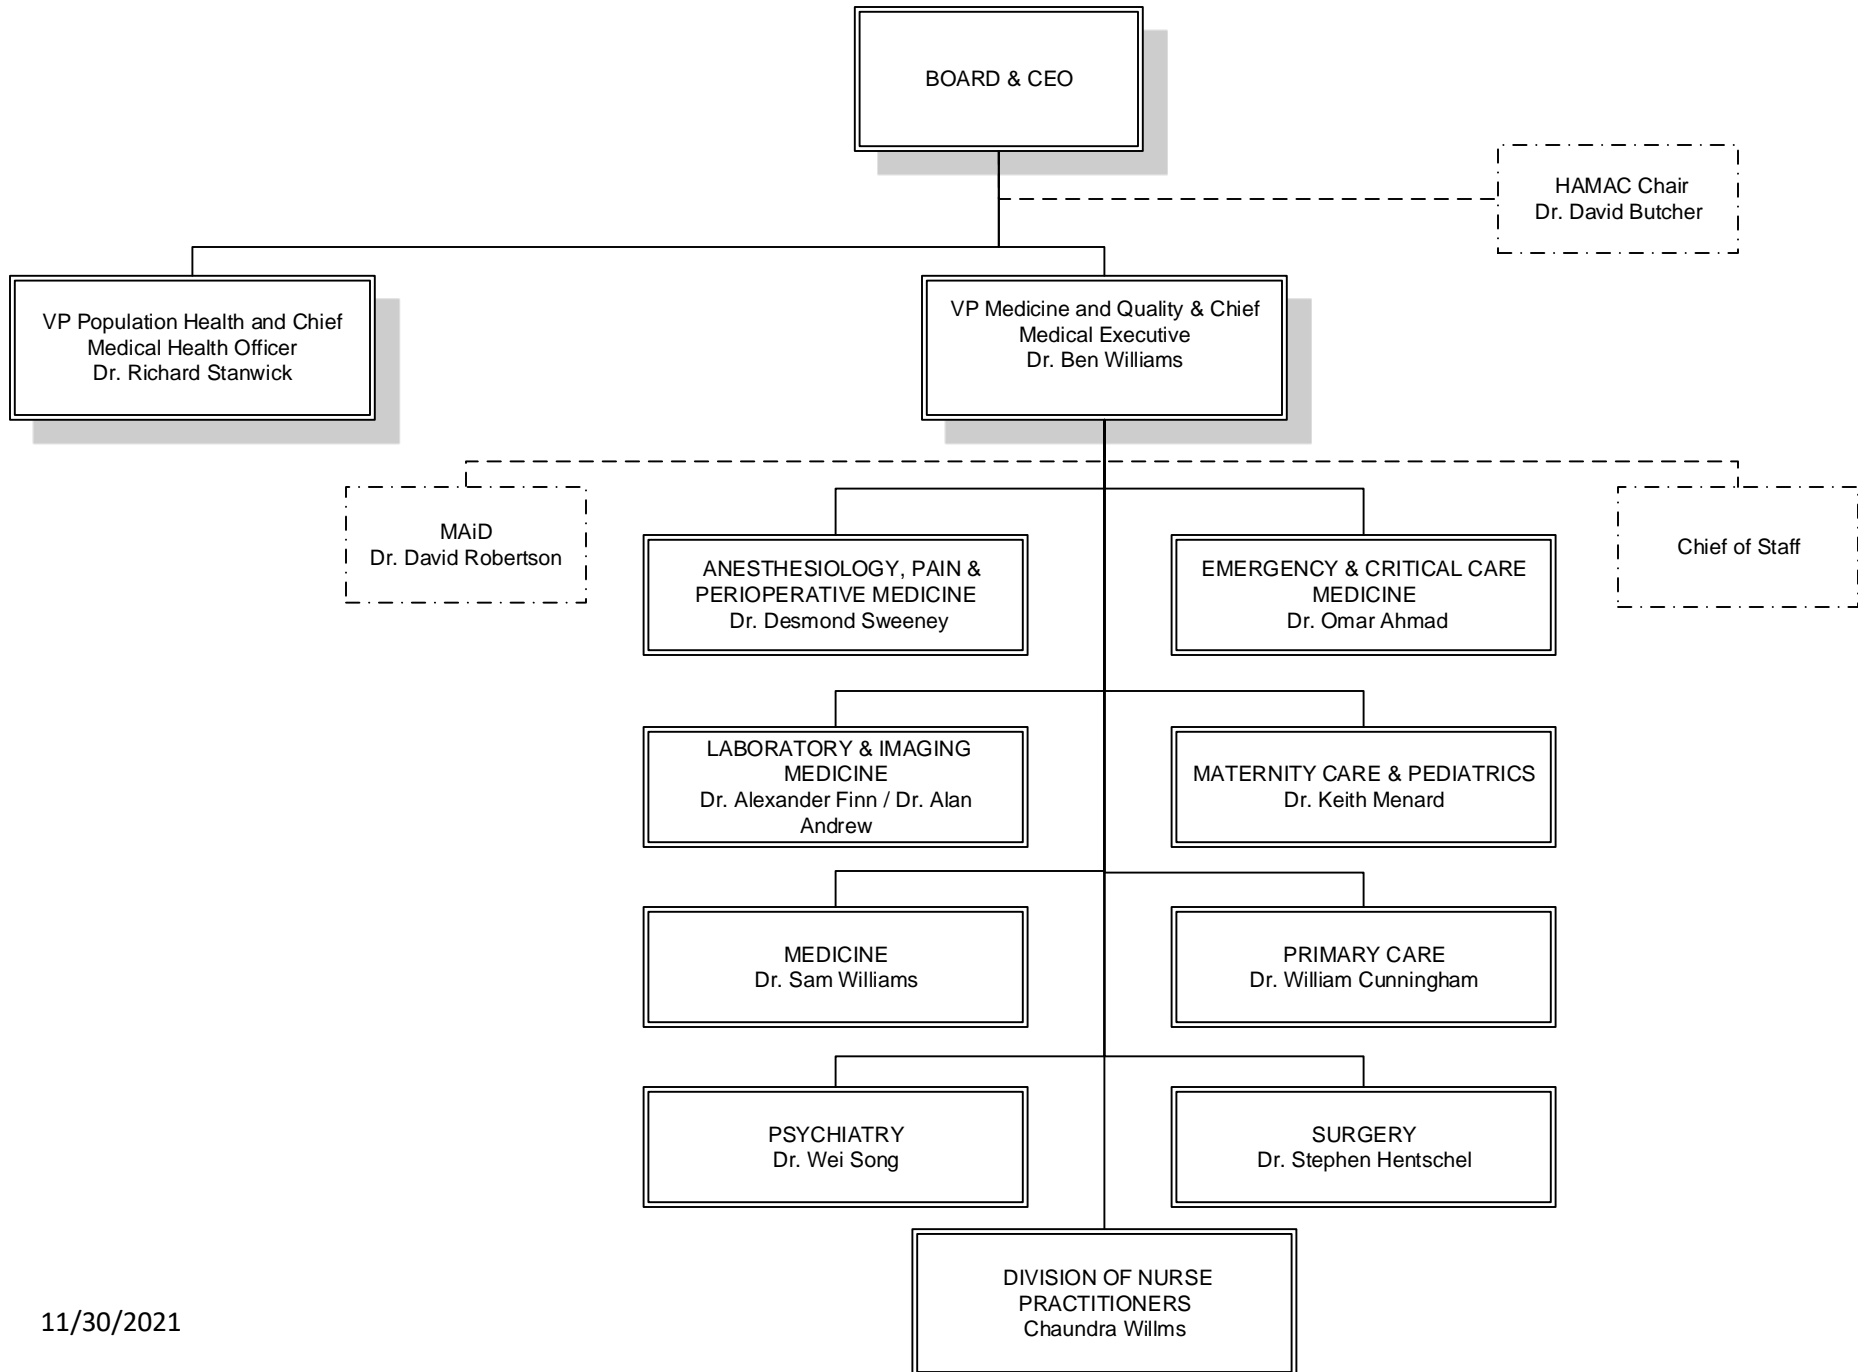 BOARD & CEO
HAMAC Chair
Dr. David Butcher
VP Population Health and Chief
Medical Health Officer
Dr. Richard Stanwick
VP Medicine and Quality & Chief
Medical Executive
Dr. Ben Williams
MAiD
Dr. David Robertson
Chief of Staff
ANESTHESIOLOGY, PAIN &
PERIOPERATIVE MEDICINE
Dr. Desmond Sweeney
EMERGENCY & CRITICAL CARE
MEDICINE
Dr. Omar Ahmad
LABORATORY & IMAGING
MEDICINE
Dr. Alexander Finn / Dr. Alan
Andrew
MATERNITY CARE & PEDIATRICS
Dr. Keith Menard
MEDICINE
Dr. Sam Williams
PRIMARY CARE
Dr. William Cunningham
PSYCHIATRY
Dr. Wei Song
SURGERY
Dr. Stephen Hentschel
DIVISION OF NURSE
PRACTITIONERS
Chaundra Willms
11/30/2021